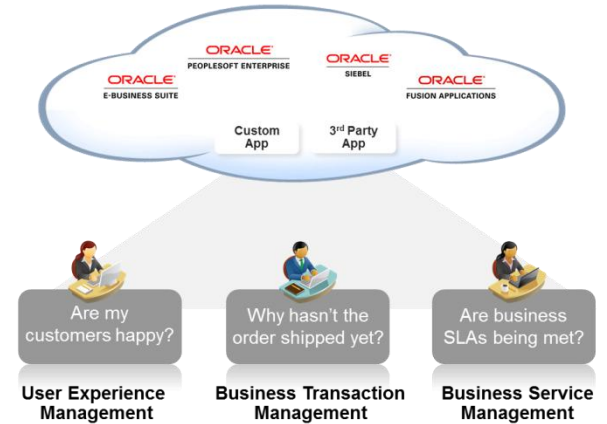 ORACLE
PEOPLESOFT ENTERPRISE
ORACLE
SIEBEL
ORACLE
E-BUSINESS SUITE
ORACLE
FUSION APPLICATIONS
Custom
App
3rd Party
App
Are my
customers happy?
Why hasn't the
order shipped yet?
Are business
SLAs being met?
User Experience
Management
Business Transaction
Management
Business Service
Management